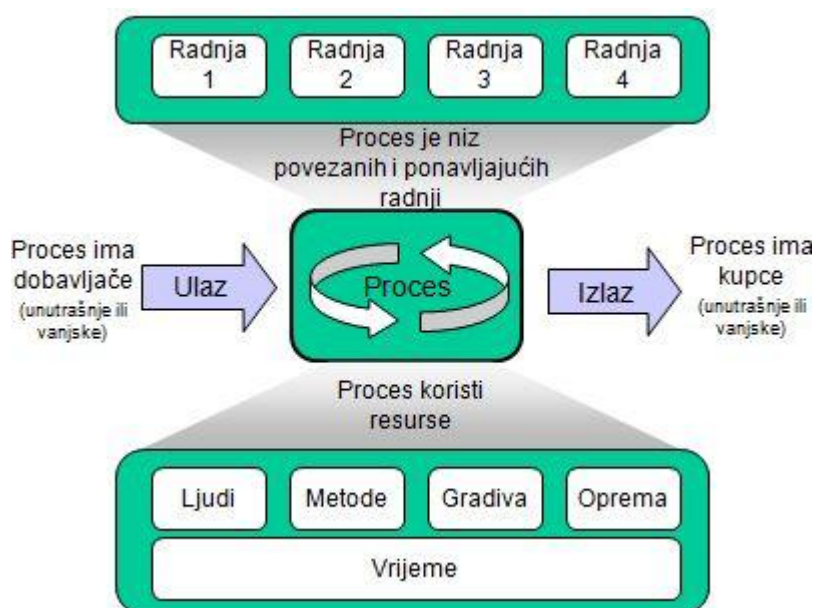 Radnja
1
Radnja
2
Radnja
3
Radnja
4
Proces je niz
povezanih i ponavljajućih
radnji
Proces ima
dobavljače
(unutrašnje ili
vanjske)
Ulaz
Proces
Izlaz
Proces ima
kupce
(unutrašnje ili
vanjske)
Proces koristi
resurse
Ljudi
Metode
Gradiva
Oprema
Vrijeme